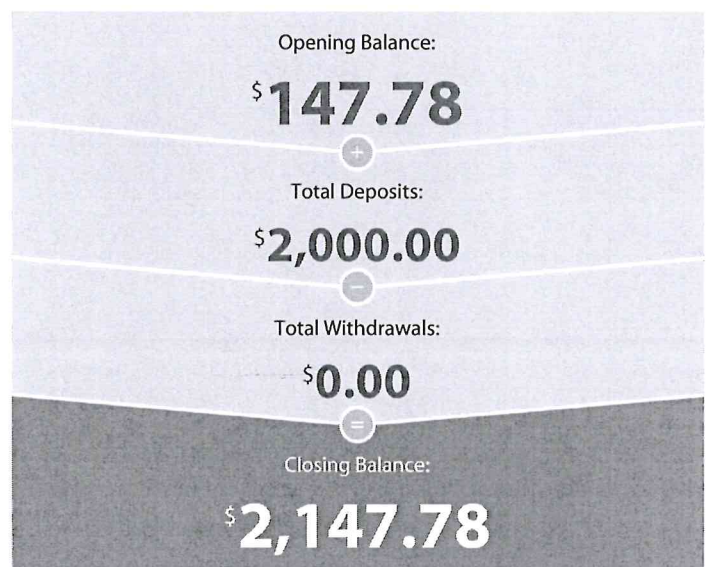 Opening Balance:
$147.78
+
Total Deposits:
$2,000.00
−
Total Withdrawals:
$0.00
=
Closing Balance:
$2,147.78